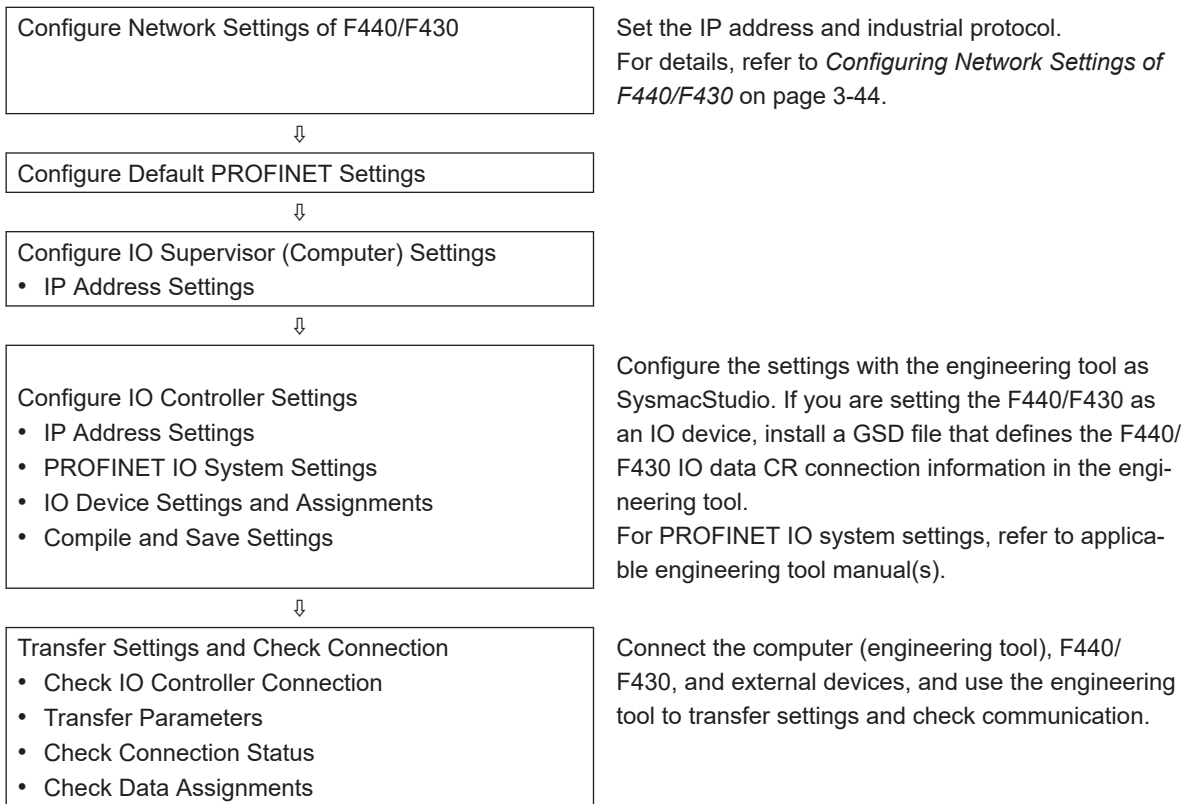 Configure Network Settings of F440/F430
Set the IP address and industrial protocol.
For details, refer to Configuring Network Settings of
F440/F430 on page 3-44.
⇩
Configure Default PROFINET Settings
⇩
Configure IO Supervisor (Computer) Settings
• IP Address Settings
⇩
Configure IO Controller Settings
• IP Address Settings
• PROFINET IO System Settings
• IO Device Settings and Assignments
• Compile and Save Settings
Configure the settings with the engineering tool as
SysmacStudio. If you are setting the F440/F430 as
an IO device, install a GSD file that defines the F440/
F430 IO data CR connection information in the engi-
neering tool.
For PROFINET IO system settings, refer to applica-
ble engineering tool manual(s).
⇩
Transfer Settings and Check Connection
• Check IO Controller Connection
• Transfer Parameters
• Check Connection Status
• Check Data Assignments
Connect the computer (engineering tool), F440/
F430, and external devices, and use the engineering
tool to transfer settings and check communication.